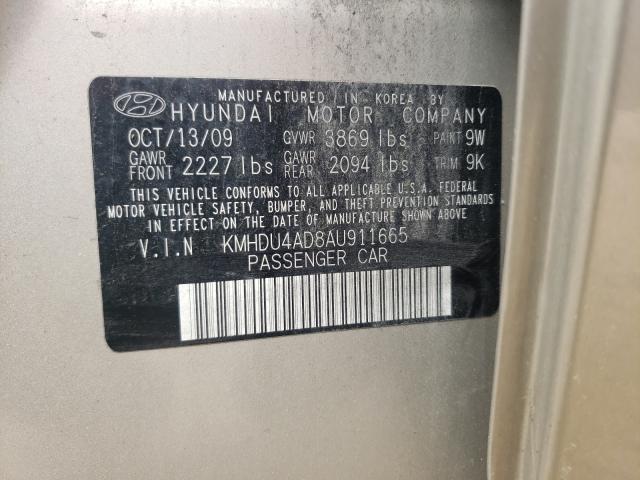 MANUFACTURED IN KOREA BY
HYUNDAI MOTOR COMPANY
OCT/13/09 GVWR 3869 lbs PAINT 9W
GAWR FRONT 2227 lbs GAWR REAR 2094 lbs TRIM 9K
THIS VEHICLE CONFORMS TO ALL APPLICABLE U.S.A. FEDERAL
MOTOR VEHICLE SAFETY, BUMPER, AND THEFT PREVENTION STANDARDS
IN EFFECT ON THE DATE OF MANUFACTURE SHOWN ABOVE.
V.I.N KMHDU4AD8AU911665
PASSENGER CAR